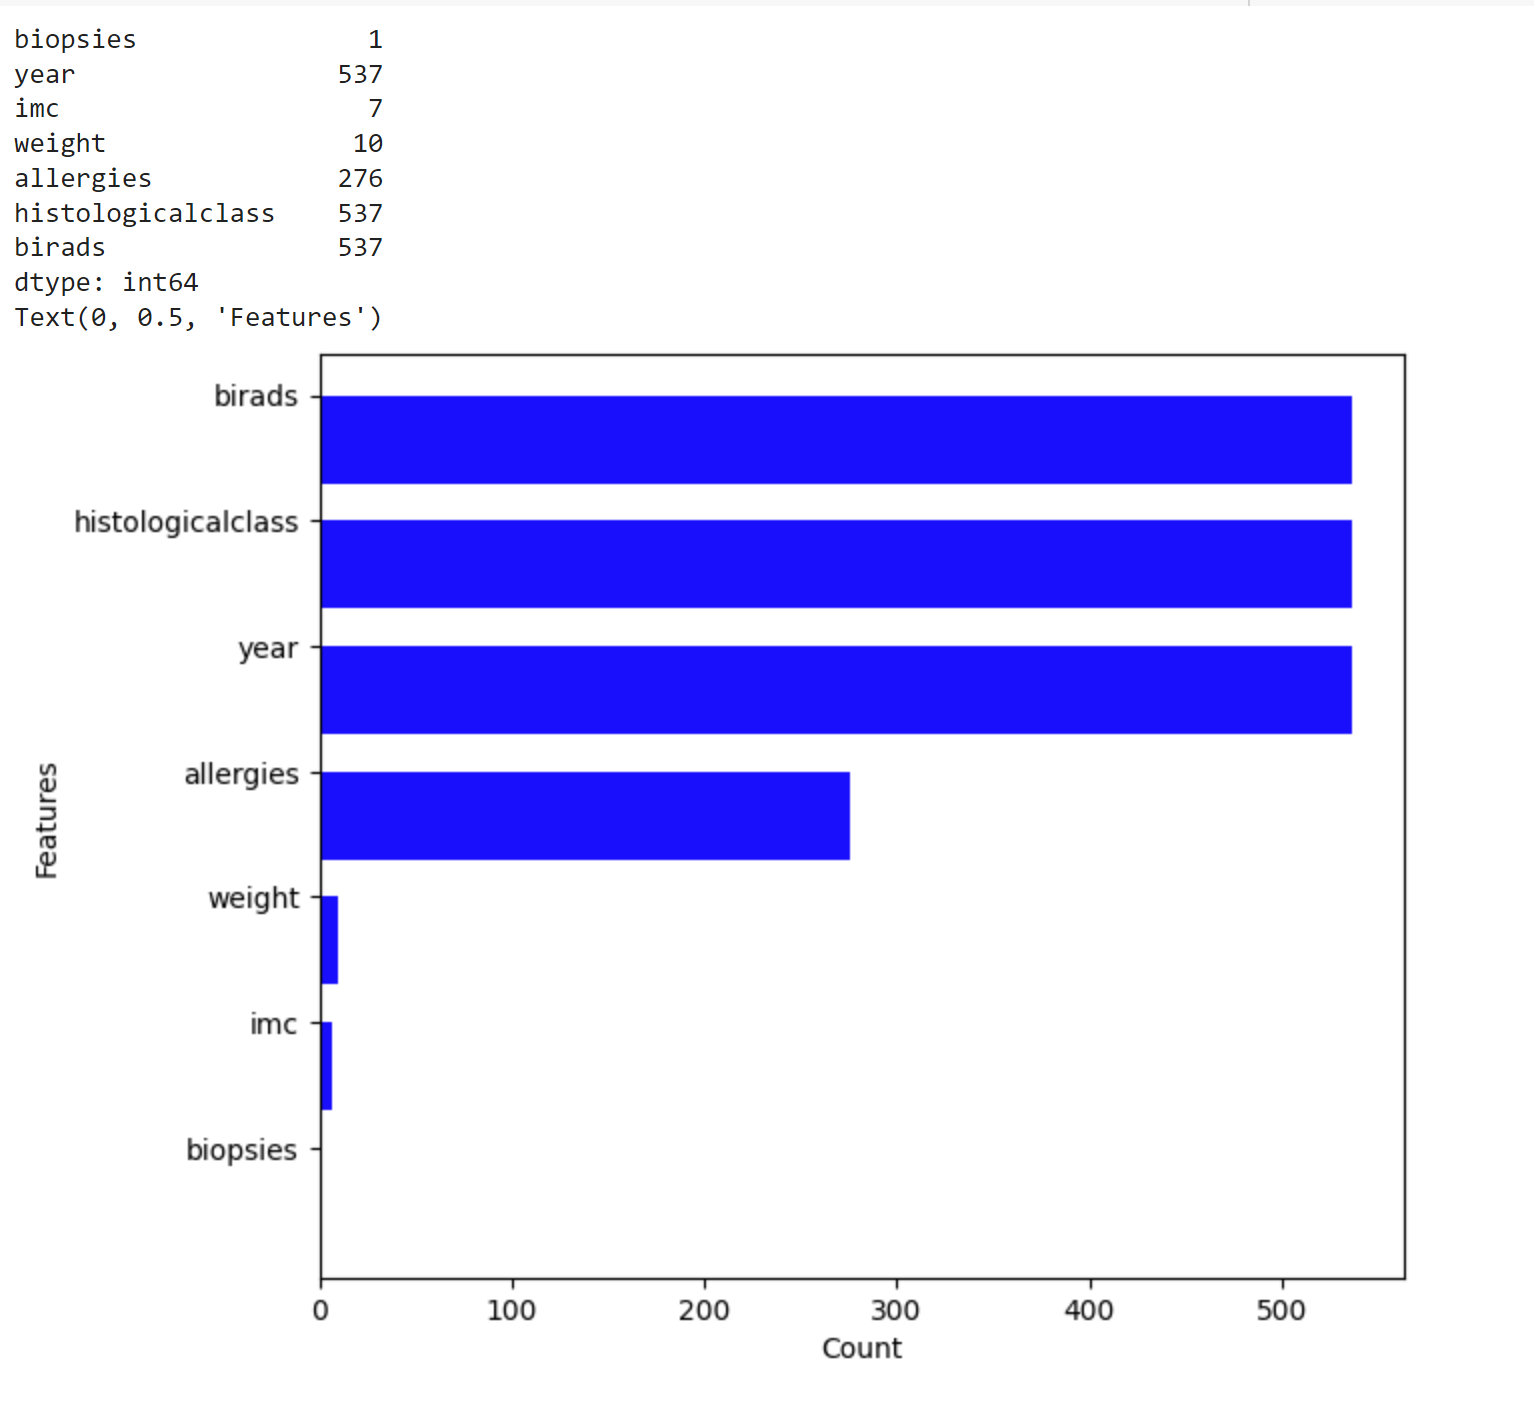 biopsies 1
year 537
imc 7
weight 10
allergies 276
histologicalclass 537
birads 537
dtype: int64
Text(0, 0.5, 'Features')
birads
histologicalclass
year
allergies
weight
imc
biopsies
Features
0 100 200 300 400 500
Count